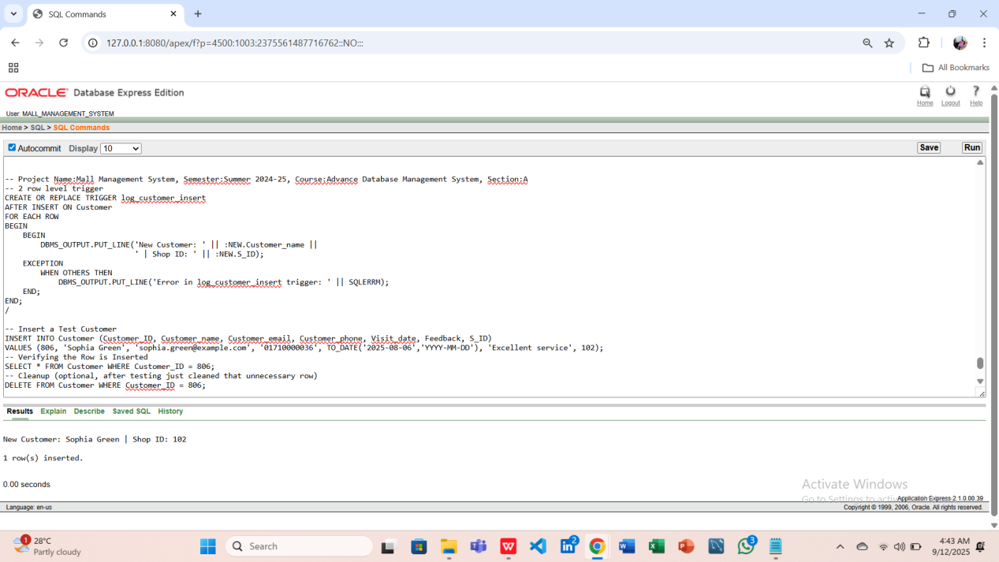 SQL Commands
127.0.0.1:8080/apex/f?p=4500:1003:2375561487716762::NO:::
All Bookmarks
ORACLE Database Express Edition
Home Logout Help
User: MALL_MANAGEMENT_SYSTEM
Home > SQL > SQL Commands
Autocommit Display 10 Save Run
-- Project Name:Mall Management System, Semester:Summer 2024-25, Course:Advance Database Management System, Section:A
-- 2 row level trigger
CREATE OR REPLACE TRIGGER log_customer_insert
AFTER INSERT ON Customer
FOR EACH ROW
BEGIN
BEGIN
DBMS_OUTPUT.PUT_LINE('New Customer: ' || :NEW.Customer_name ||
' | Shop ID: ' || :NEW.S_ID);
EXCEPTION
WHEN OTHERS THEN
DBMS_OUTPUT.PUT_LINE('Error in log_customer_insert trigger: ' || SQLERRM);
END;
END;
/
-- Insert a Test Customer
INSERT INTO Customer (Customer_ID, Customer_name, Customer_email, Customer_phone, Visit_date, Feedback, S_ID)
VALUES (806, 'Sophia Green', 'sophia.green@example.com', '01710000036', TO_DATE('2025-08-06','YYYY-MM-DD'), 'Excellent service', 102);
-- Verifying the Row is Inserted
SELECT * FROM Customer WHERE Customer_ID = 806;
-- Cleanup (optional, after testing just cleaned that unnecessary row)
DELETE FROM Customer WHERE Customer_ID = 806;
Results Explain Describe Saved SQL History
New Customer: Sophia Green | Shop ID: 102
1 row(s) inserted.
0.00 seconds
Activate Windows
Go to Settings to activ
Application Express 2.1.0.00.39
Language: en-us
Copyright © 1999, 2006, Oracle. All rights reserved.
1
28°C
Partly cloudy
Search
2
3
4:43 AM
9/12/2025